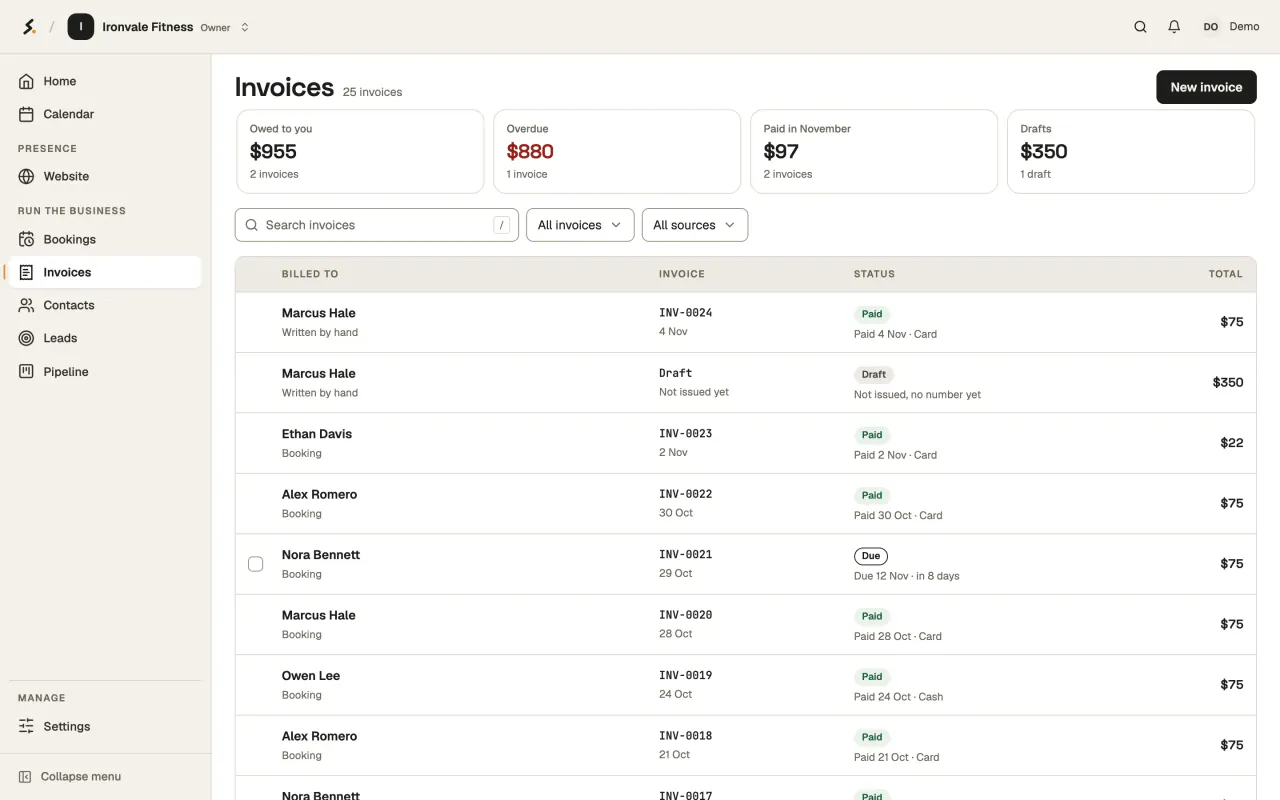 I Ironvale Fitness Owner
DO Demo
Home
Calendar
PRESENCE
Website
RUN THE BUSINESS
Bookings
Invoices
Contacts
Leads
Pipeline
MANAGE
Settings
Collapse menu
Invoices 25 invoices
New invoice
Owed to you
$955
2 invoices
Overdue
$880
1 invoice
Paid in November
$97
2 invoices
Drafts
$350
1 draft
Search invoices /
All invoices
All sources
BILLED TO INVOICE STATUS TOTAL
Marcus Hale INV-0024 Paid $75
Written by hand 4 Nov Paid 4 Nov · Card
Marcus Hale Draft Draft $350
Written by hand Not issued yet Not issued, no number yet
Ethan Davis INV-0023 Paid $22
Booking 2 Nov Paid 2 Nov · Card
Alex Romero INV-0022 Paid $75
Booking 30 Oct Paid 30 Oct · Card
Nora Bennett INV-0021 Due $75
Booking 29 Oct Due 12 Nov · in 8 days
Marcus Hale INV-0020 Paid $75
Booking 28 Oct Paid 28 Oct · Card
Owen Lee INV-0019 Paid $75
Booking 24 Oct Paid 24 Oct · Cash
Alex Romero INV-0018 Paid $75
Booking 21 Oct Paid 21 Oct · Card
Nora Bennett INV-0017 Paid